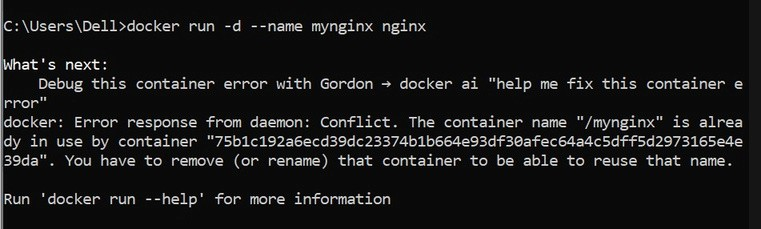 C:\Users\Dell>docker run -d --name mynginx nginx
What's next:
Debug this container error with Gordon → docker ai "help me fix this container e
rror"
docker: Error response from daemon: Conflict. The container name "/mynginx" is alrea
dy in use by container "75b1c192a6ecd39dc23374b1b664e93df30afec64a4c5dff5d2973165e4e
39da". You have to remove (or rename) that container to be able to reuse that name.
Run 'docker run --help' for more information